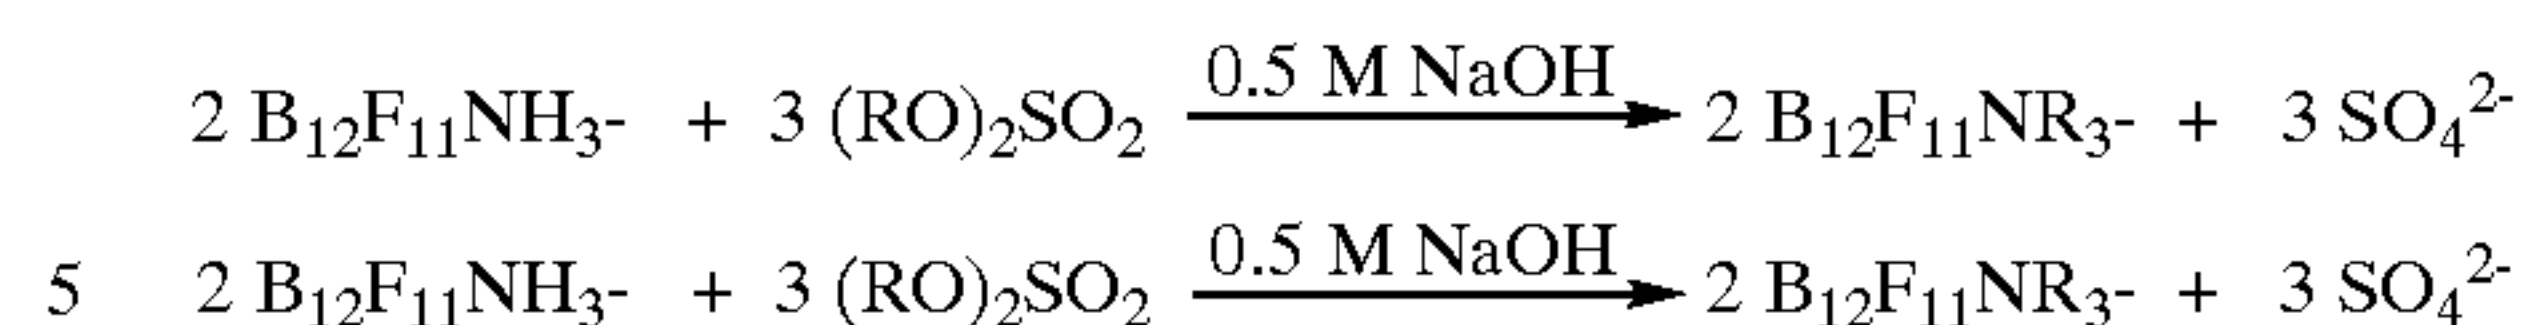 0.5 M NaOH
2 B₁₂F₁₁NH₃- + 3 (RO)₂SO₂ 2 B₁₂F₁₁NR₃- + 3 SO₄²⁻
0.5 M NaOH
5 2 B₁₂F₁₁NH₃- + 3 (RO)₂SO₂ 2 B₁₂F₁₁NR₃- + 3 SO₄²⁻